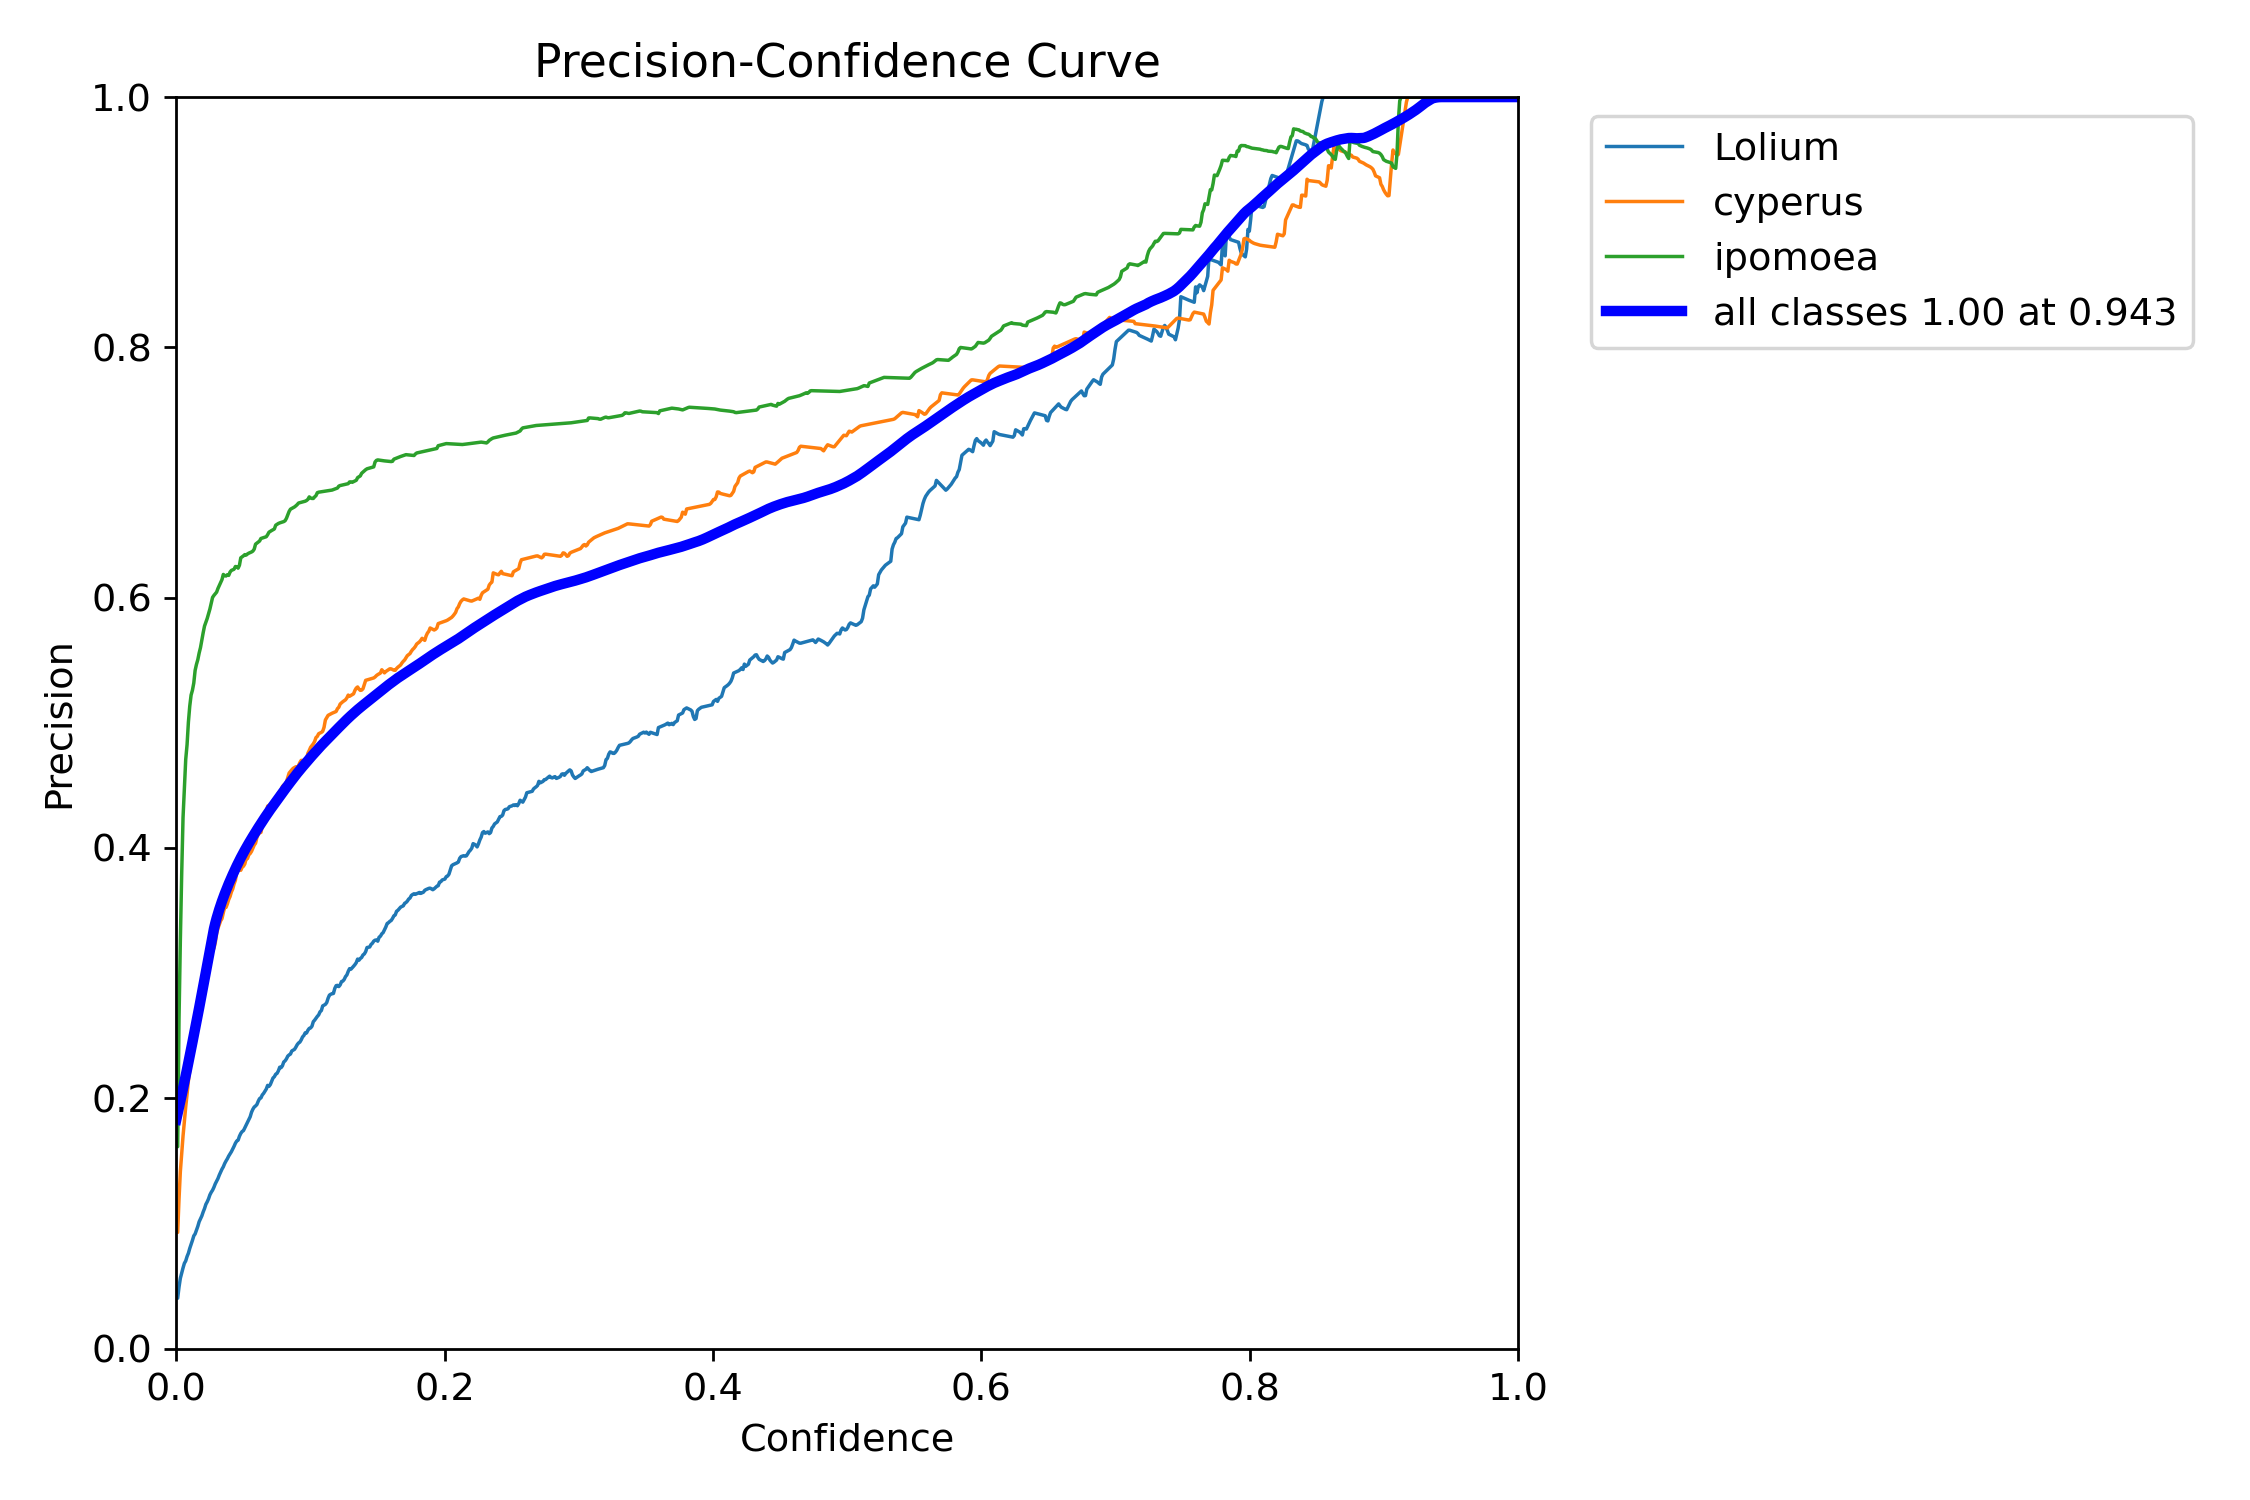 Precision-Confidence Curve
1.0
0.8
0.6
0.4
0.2
0.0
Precision
0.0 0.2 0.4 0.6 0.8 1.0
Confidence
Lolium
cyperus
ipomoea
all classes 1.00 at 0.943